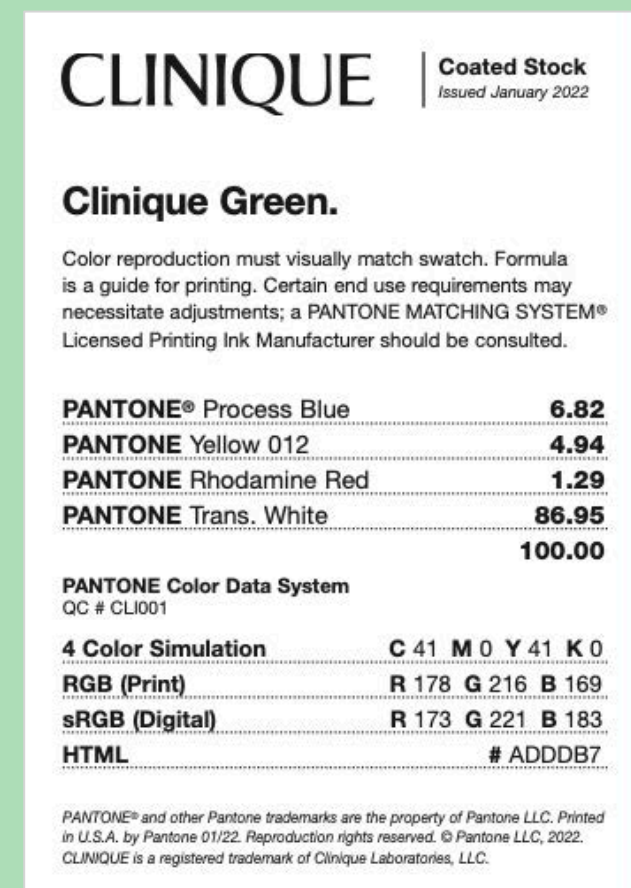 CLINIQUE
Coated Stock
Issued January 2022
Clinique Green.
Color reproduction must visually match swatch. Formula
is a guide for printing. Certain end use requirements may
necessitate adjustments; a PANTONE MATCHING SYSTEM®
Licensed Printing Ink Manufacturer should be consulted.
PANTONE® Process Blue 6.82
PANTONE Yellow 012 4.94
PANTONE Rhodamine Red 1.29
PANTONE Trans. White 86.95
100.00
PANTONE Color Data System
QC # CLI001
4 Color Simulation C 41 M 0 Y 41 K 0
RGB (Print) R 178 G 216 B 169
sRGB (Digital) R 173 G 221 B 183
HTML # ADDDB7
PANTONE® and other Pantone trademarks are the property of Pantone LLC. Printed
in U.S.A. by Pantone 01/22. Reproduction rights reserved. © Pantone LLC, 2022.
CLINIQUE is a registered trademark of Clinique Laboratories, LLC.